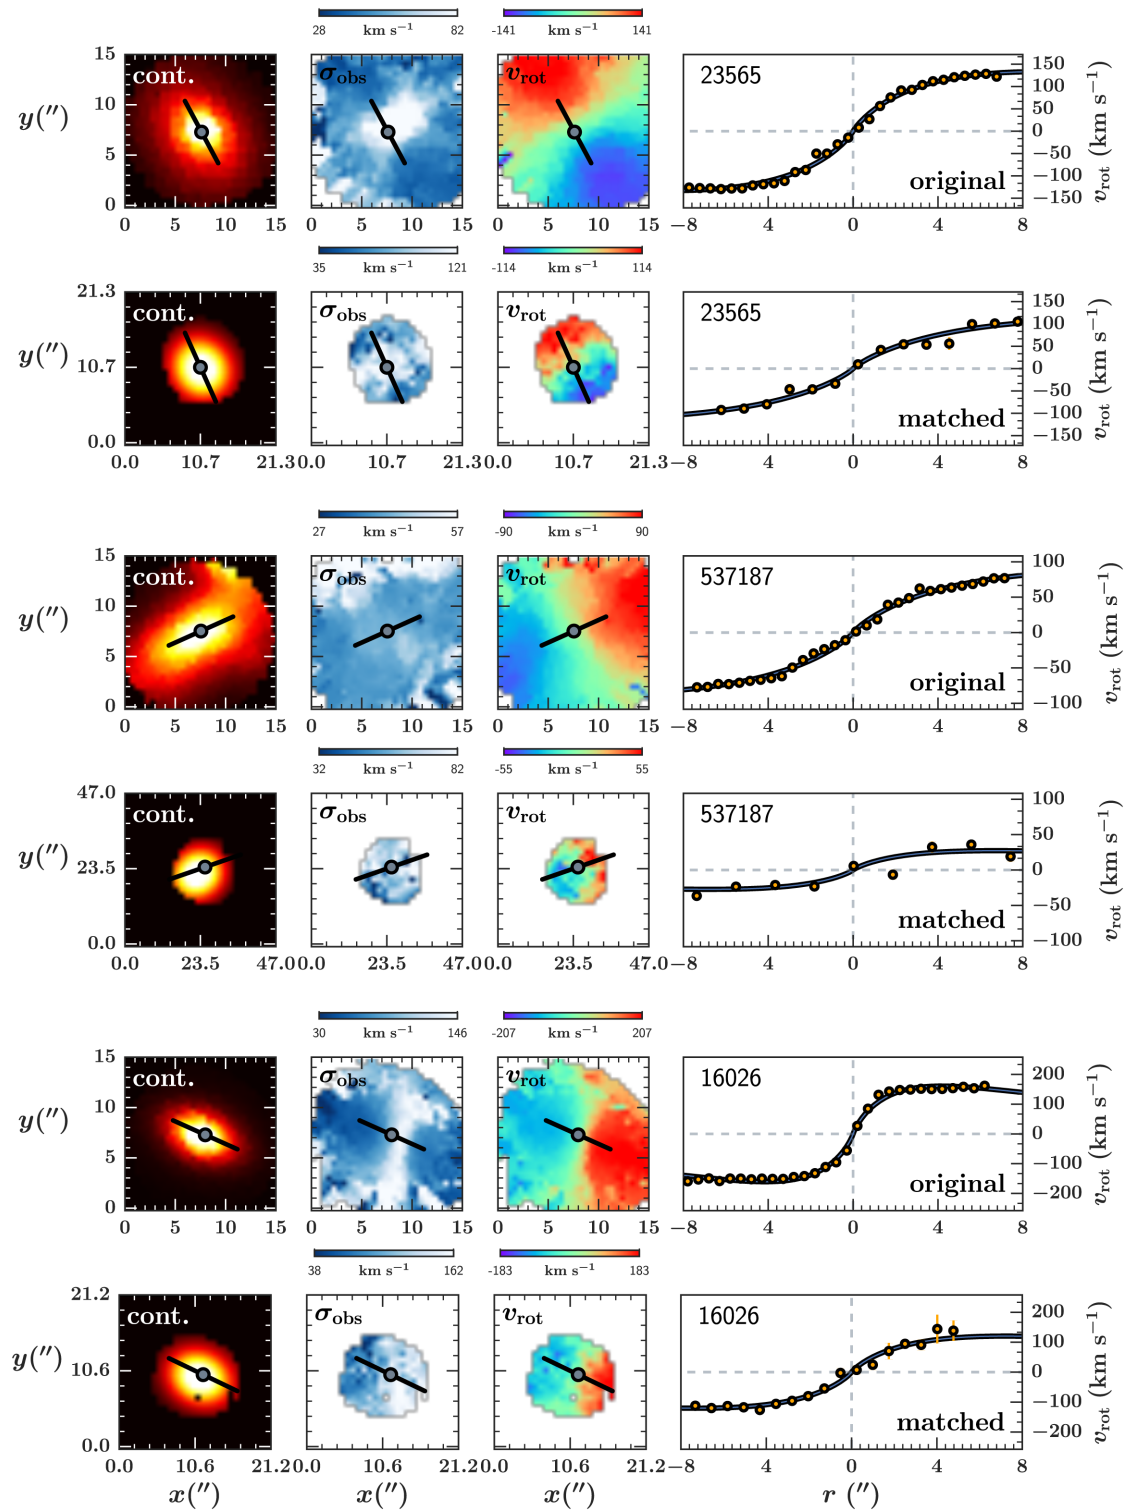 28 km s⁻¹ 82 -141 km s⁻¹ 141
15 cont. σobs vrot 23565 150
10 100
y(″) 50
5 0 vrot (km s⁻¹)
−50
0 original −100
−150
0 5 10 15 0 5 10 15 0 5 10 15 −8 −4 0 4 8
35 km s⁻¹ 121 -114 km s⁻¹ 114
21.3 cont. σobs vrot 23565 150
100
y(″) 10.7 50
0 vrot (km s⁻¹)
−50
matched −100
0.0 −150
0.0 10.7 21.3 0.0 10.7 21.3 0.0 10.7 21.3 −8 4 0 4 8
27 km s⁻¹ 57 -90 km s⁻¹ 90
15 cont. σobs vrot 537187 100
10 50
y(″) 0 vrot (km s⁻¹)
5 −50
0 original −100
0 5 10 15 0 5 10 15 0 5 10 15 −8 −4 0 4 8
32 km s⁻¹ 82 -55 km s⁻¹ 55
47.0 cont. σobs vrot 537187 100
50
y(″) 23.5 0 vrot (km s⁻¹)
−50
matched
0.0 −100
0.0 23.5 47.0 0.0 23.5 47.0 0.0 23.5 47.0 −8 4 0 4 8
30 km s⁻¹ 146 -207 km s⁻¹ 207
15 cont. σobs vrot 16026 200
10 100
y(″) 0 vrot (km s⁻¹)
5 −100
original
0 −200
0 5 10 15 0 5 10 15 0 5 10 15 −8 −4 0 4 8
38 km s⁻¹ 162 -183 km s⁻¹ 183
21.2 cont. σobs vrot 16026 200
100
y(″) 10.6 0 vrot (km s⁻¹)
−100
matched
0.0 −200
0.0 10.6 21.2 0.0 10.6 21.2 0.0 10.6 21.2 −8 4 0 4 8
x(″) x(″) x(″) r (″)